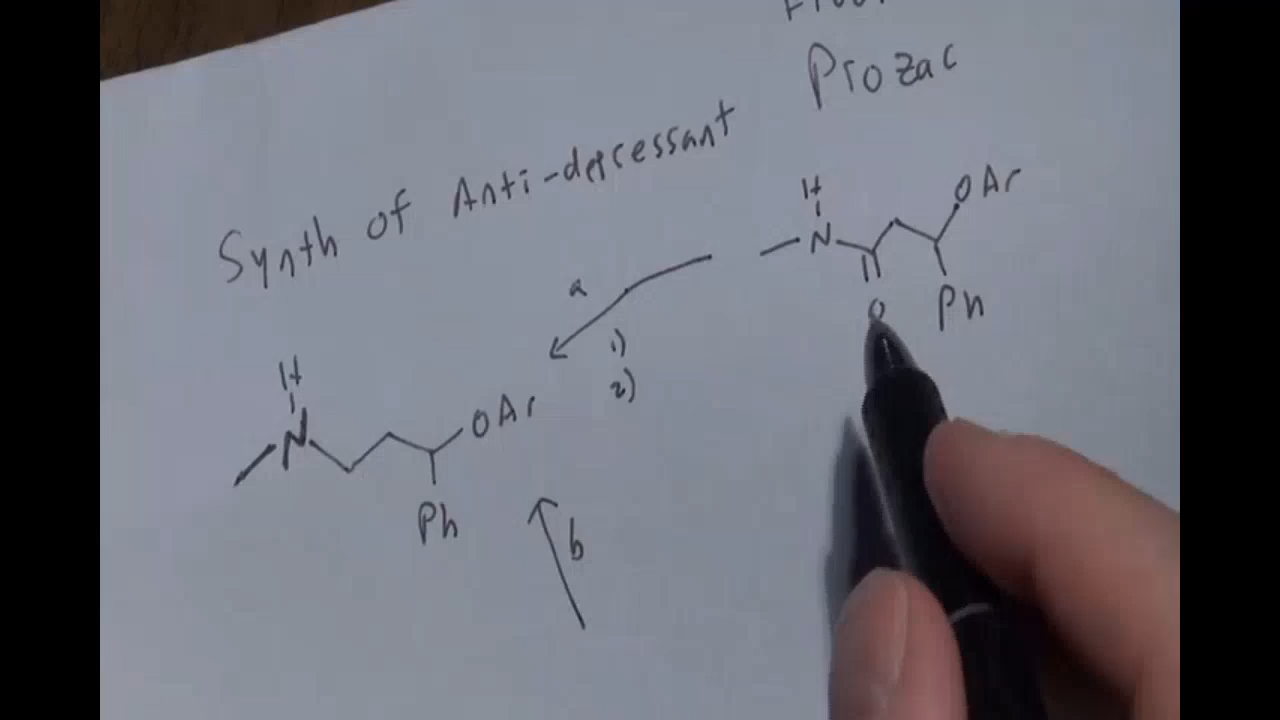 Prozac
Synth of Anti-depressant
H
N
O
OAr
Ph
a
1)
2)
H
N
OAr
Ph
b